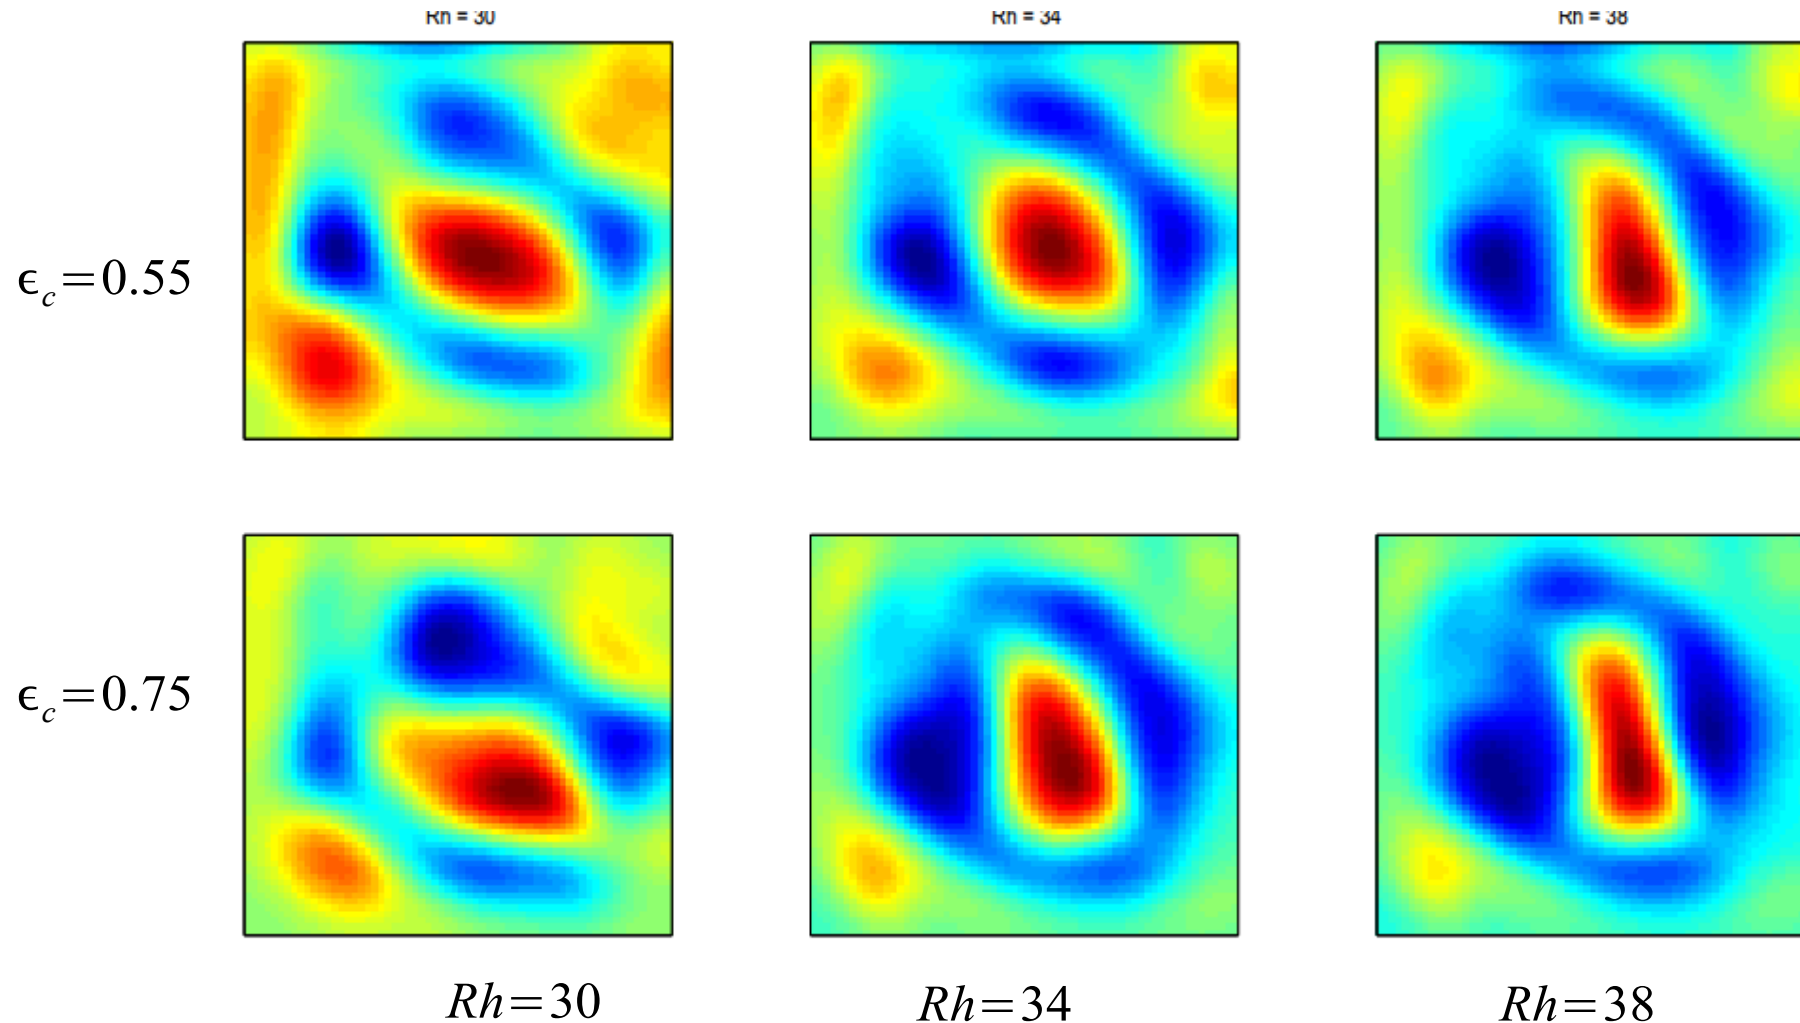 Rh = 30
Rh = 34
Rh = 38
ϵc=0.55
ϵc=0.75
Rh=30
Rh=34
Rh=38